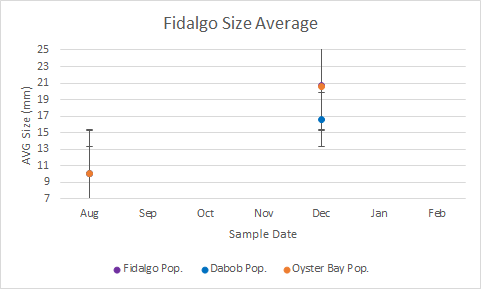 Fidalgo Size Average
25
23
21
19
17
15
13
11
9
7
AVG Size (mm)
Aug Sep Oct Nov Dec Jan Feb
Sample Date
Fidalgo Pop. Dabob Pop. Oyster Bay Pop.